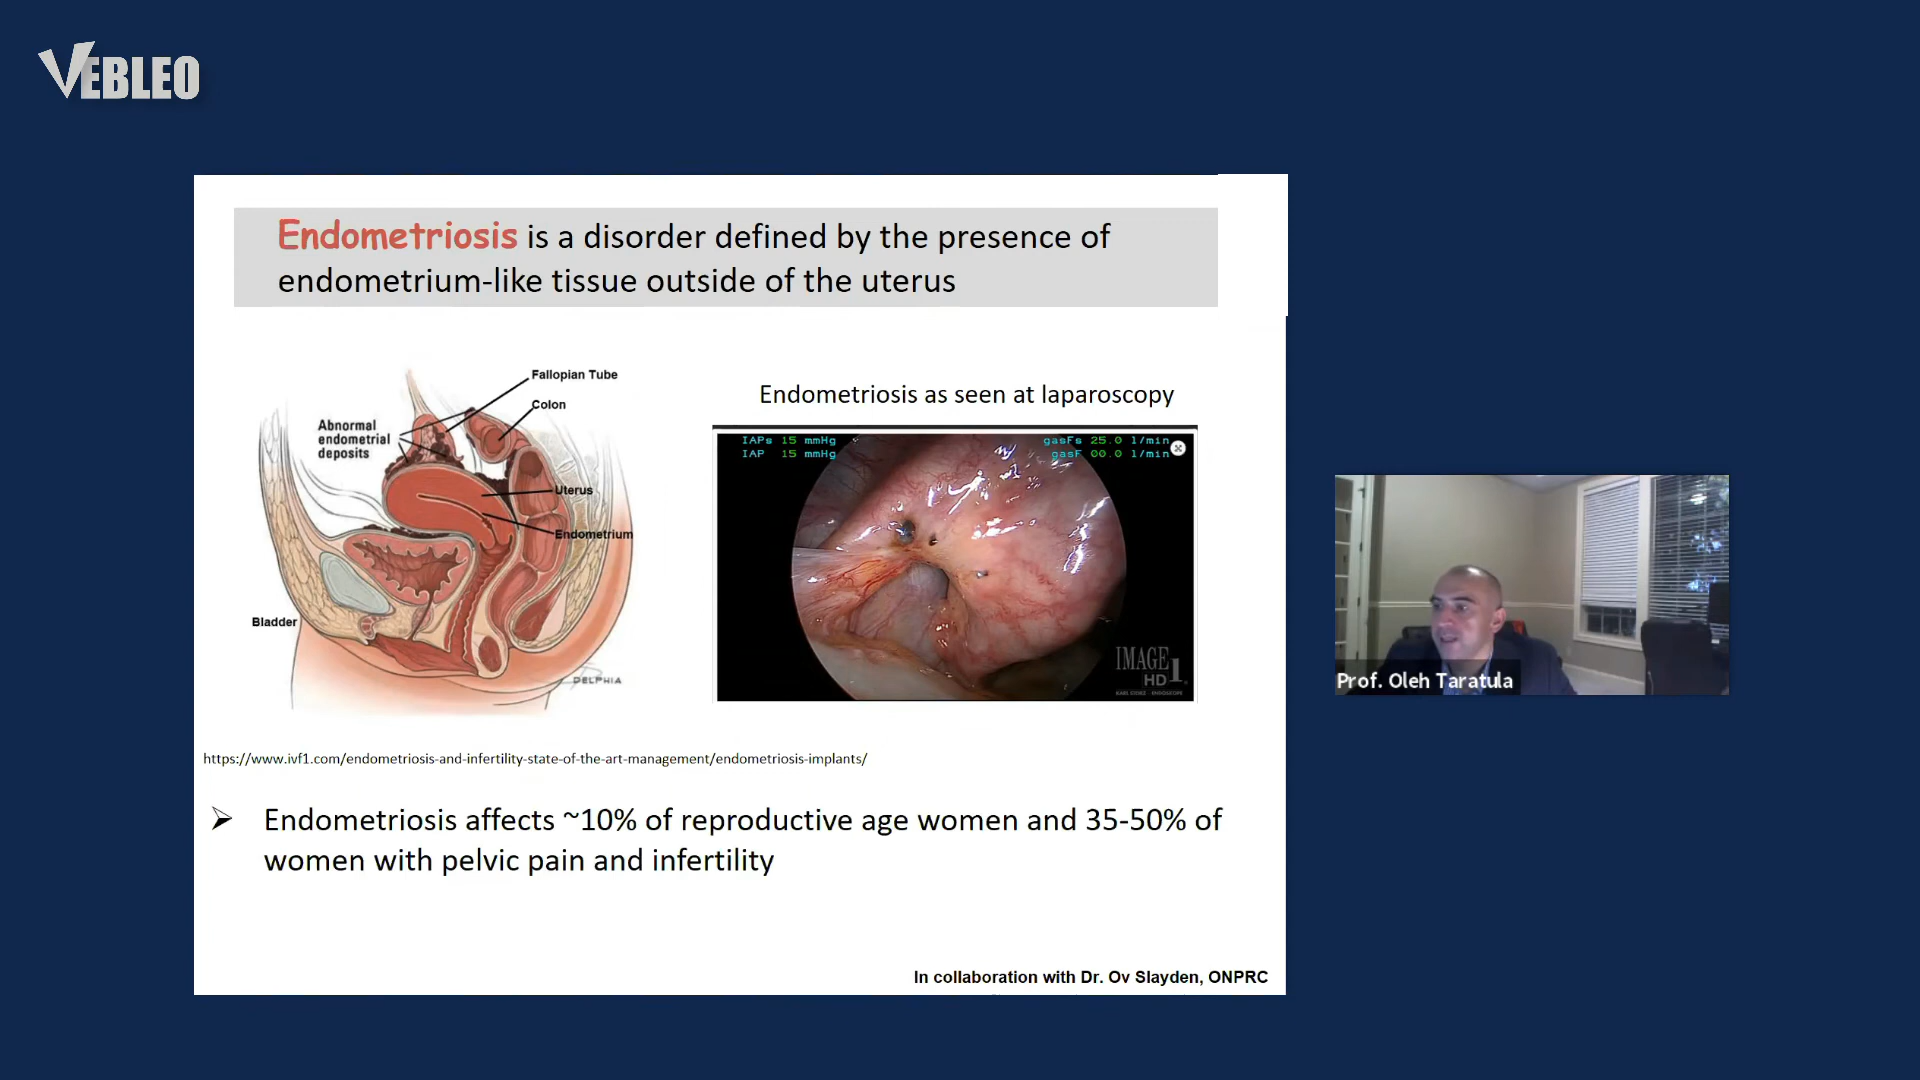 VEBLEO
Endometriosis is a disorder defined by the presence of
endometrium-like tissue outside of the uterus
Fallopian Tube
Colon
Abnormal
endometrial
deposits
Uterus
Endometrium
Bladder
DELPHIA
Endometriosis as seen at laparoscopy
IAPs 15 mmHg
IAP 15 mmHg
gasFs 25.0 l/min
gasF 00.0 l/min
IMAGE 1
HD
KARL STORZ ENDOSKOPE
https://www.ivf1.com/endometriosis-and-infertility-state-of-the-art-management/endometriosis-implants/
Endometriosis affects ~10% of reproductive age women and 35-50% of
women with pelvic pain and infertility
In collaboration with Dr. Ov Slayden, ONPRC
Prof. Oleh Taratula